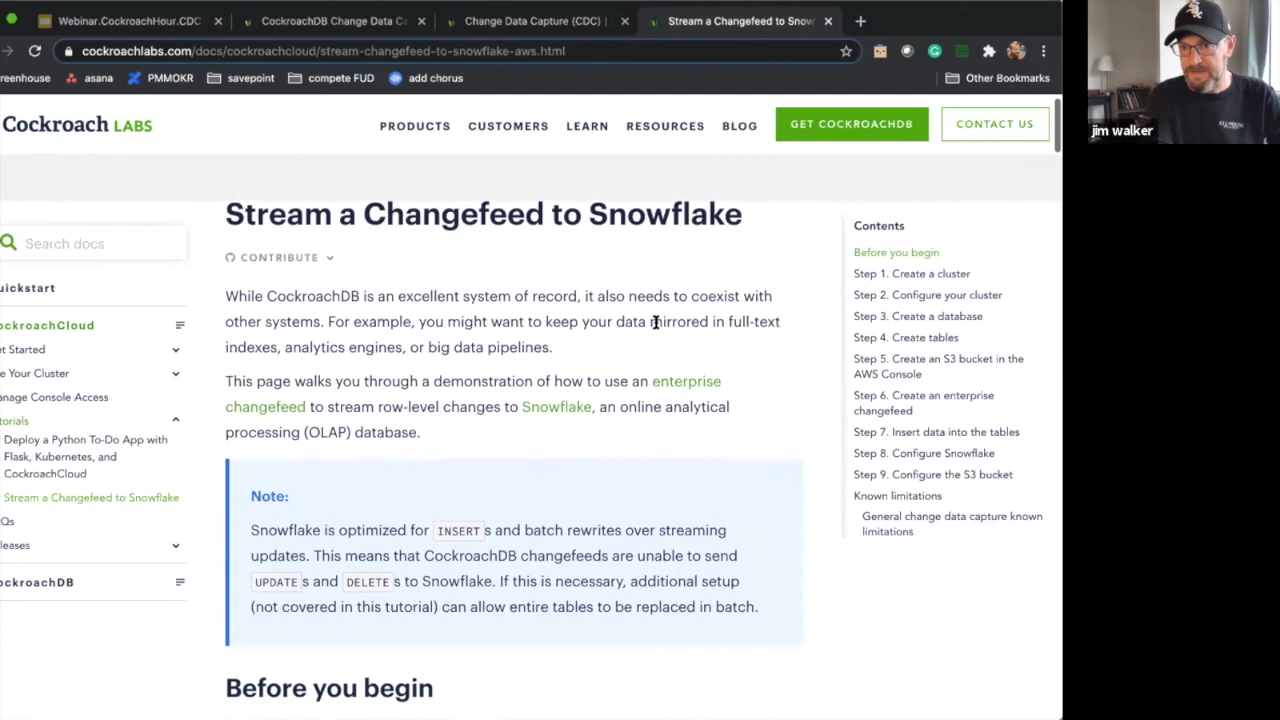 Webinar.CockroachHour.CDC
CockroachDB Change Data Ca
Change Data Capture (CDC) |
Stream a Changefeed to Snow
cockroachlabs.com/docs/cockroachcloud/stream-changefeed-to-snowflake-aws.html
reenhouse
asana
PMMOKR
savepoint
compete FUD
add chorus
Other Bookmarks
Cockroach LABS
PRODUCTS
CUSTOMERS
LEARN
RESOURCES
BLOG
GET COCKROACHDB
CONTACT US
jim walker
Search docs
uickstart
ockroachCloud
et Started
e Your Cluster
anage Console Access
torials
Deploy a Python To-Do App with
Flask, Kubernetes, and
CockroachCloud
Stream a Changefeed to Snowflake
Qs
leases
ockroachDB
Stream a Changefeed to Snowflake
CONTRIBUTE
While CockroachDB is an excellent system of record, it also needs to coexist with
other systems. For example, you might want to keep your data mirrored in full-text
indexes, analytics engines, or big data pipelines.
This page walks you through a demonstration of how to use an enterprise
changefeed to stream row-level changes to Snowflake, an online analytical
processing (OLAP) database.
Note:
Snowflake is optimized for INSERTs and batch rewrites over streaming
updates. This means that CockroachDB changefeeds are unable to send
UPDATEs and DELETEs to Snowflake. If this is necessary, additional setup
(not covered in this tutorial) can allow entire tables to be replaced in batch.
Before you begin
Contents
Before you begin
Step 1. Create a cluster
Step 2. Configure your cluster
Step 3. Create a database
Step 4. Create tables
Step 5. Create an S3 bucket in the
AWS Console
Step 6. Create an enterprise
changefeed
Step 7. Insert data into the tables
Step 8. Configure Snowflake
Step 9. Configure the S3 bucket
Known limitations
General change data capture known
limitations